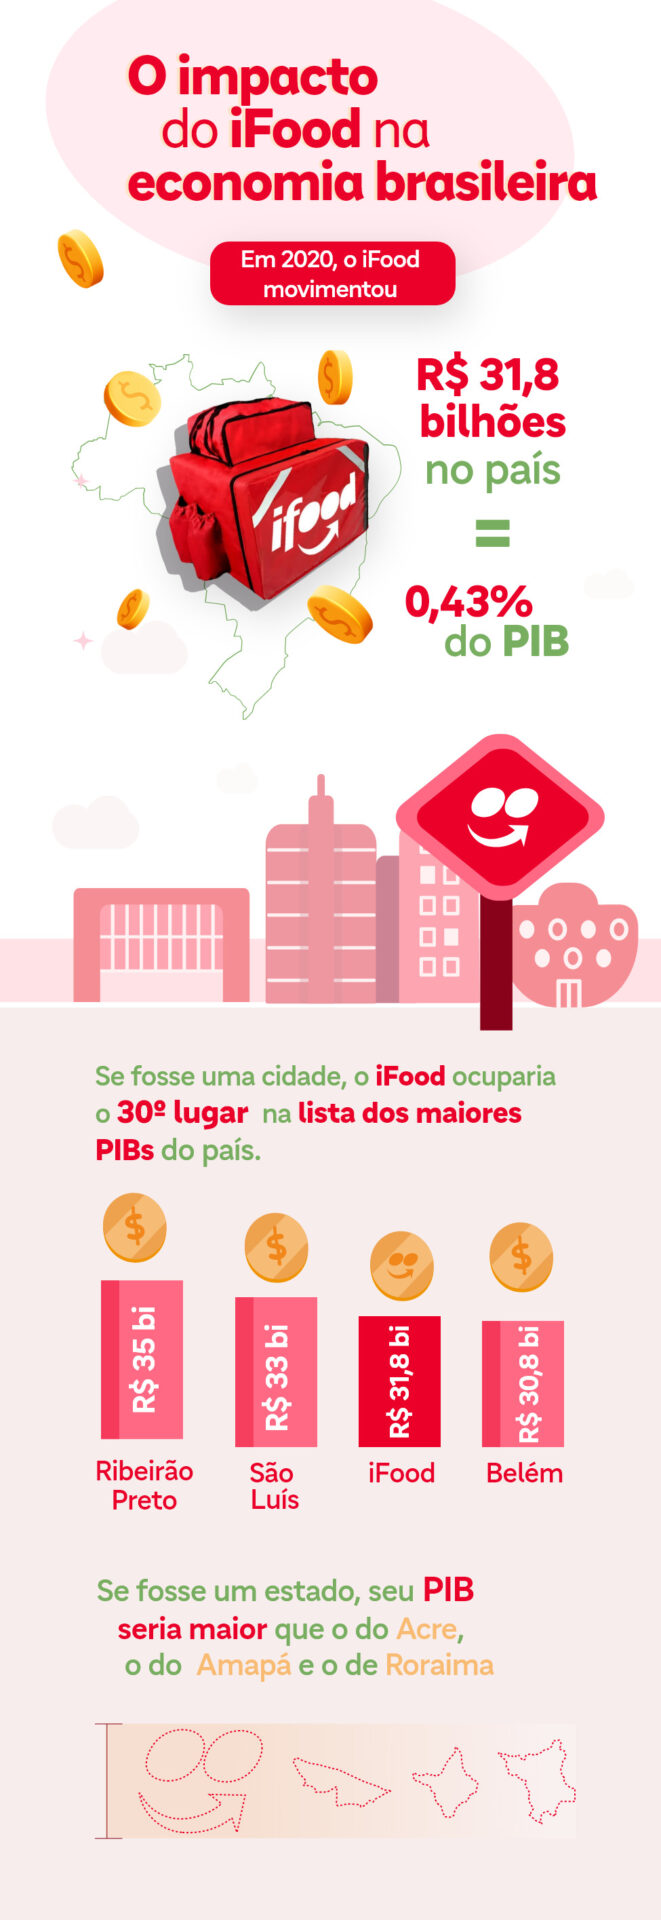 O impacto
do iFood na
economia brasileira
Em 2020, o iFood
movimentou
R$ 31,8
bilhões
no país
=
0,43%
do PIB
ifood
Se fosse uma cidade, o iFood ocuparia
o 30º lugar na lista dos maiores
PIBs do país.
R$ 35 bi
R$ 33 bi
R$ 31,8 bi
R$ 30,8 bi
Ribeirão
Preto
São
Luís
iFood
Belém
Se fosse um estado, seu PIB
seria maior que o do Acre,
o do Amapá e o de Roraima